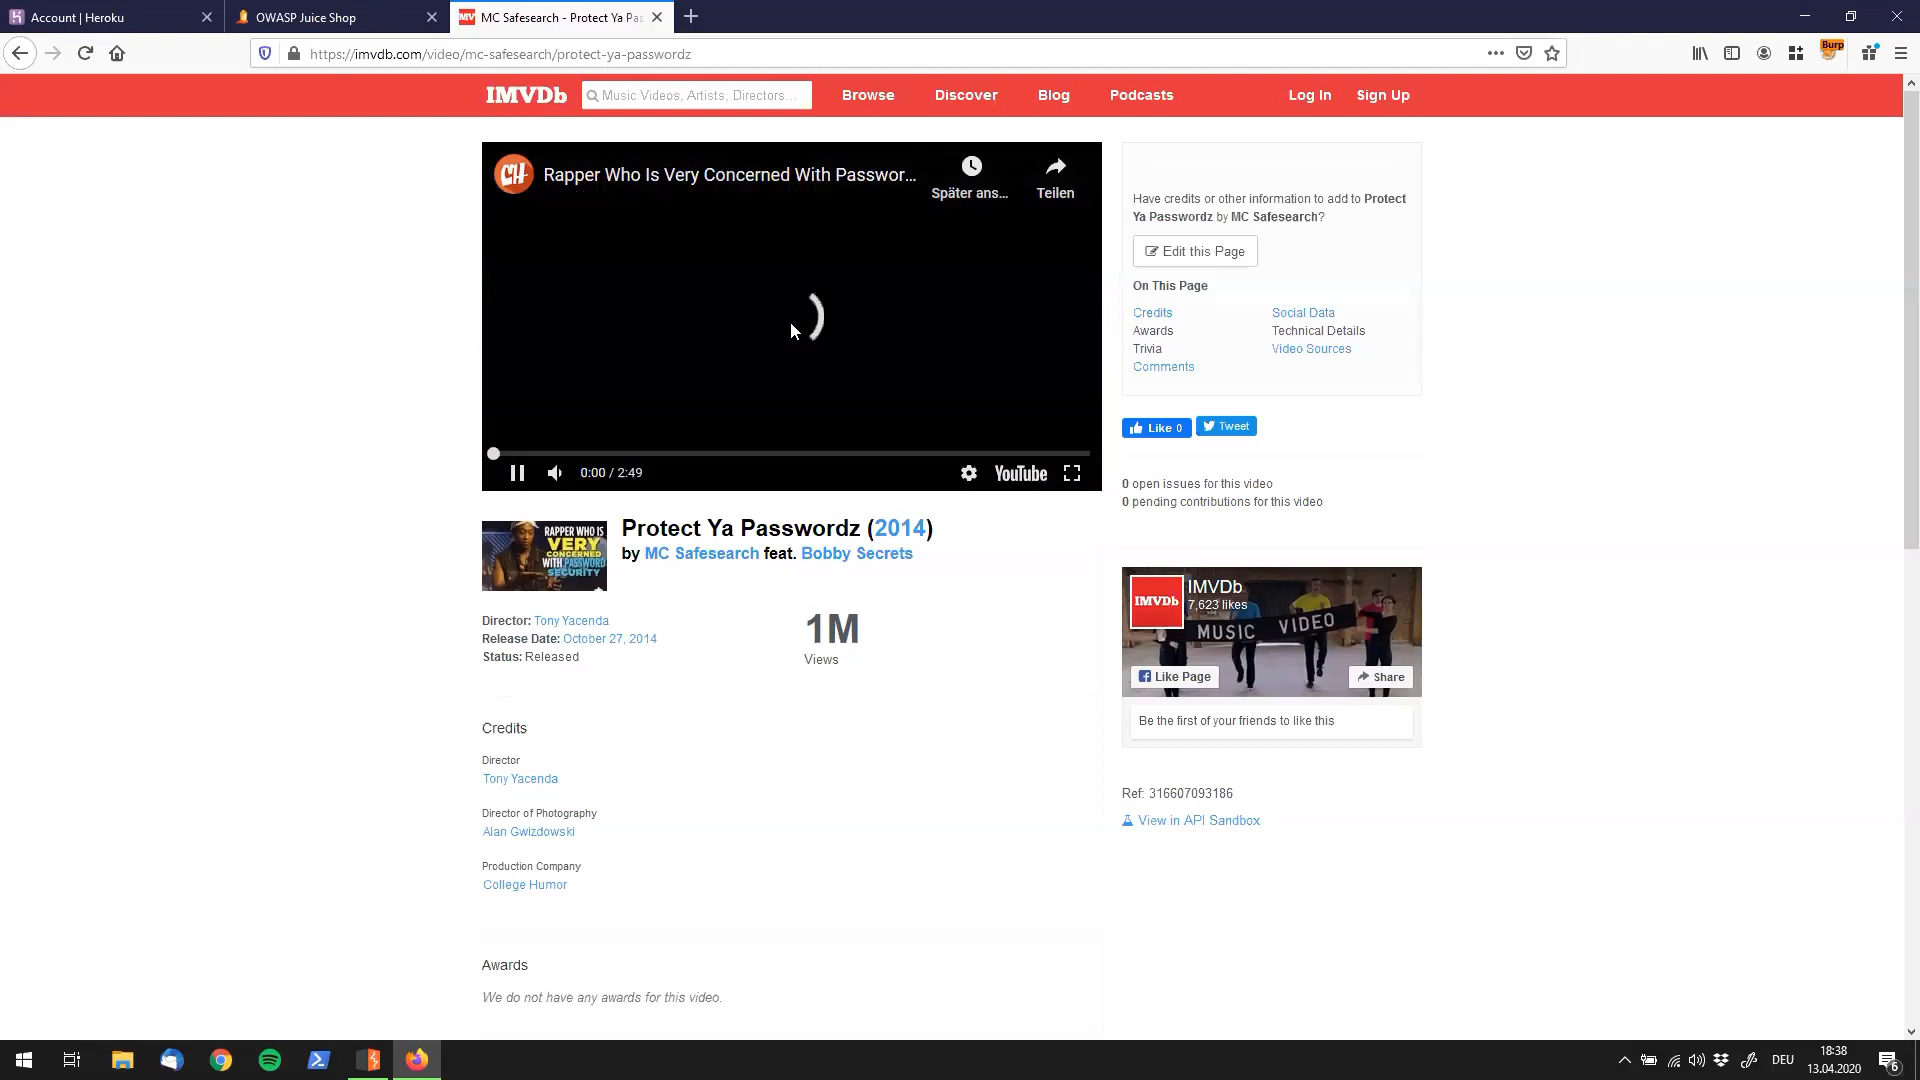 Account | Heroku
OWASP Juice Shop
MC Safesearch - Protect Ya Pas
https://imvdb.com/video/mc-safesearch/protect-ya-passwordz
Burp
IMVDb
Music Videos, Artists, Directors...
Browse
Discover
Blog
Podcasts
Log In
Sign Up
CH
Rapper Who Is Very Concerned With Passwor...
Später ans...
Teilen
0:00 / 2:49
YouTube
Have credits or other information to add to Protect
Ya Passwordz by MC Safesearch?
Edit this Page
On This Page
Credits
Social Data
Awards
Technical Details
Trivia
Video Sources
Comments
Like 0
Tweet
0 open issues for this video
0 pending contributions for this video
RAPPER WHO IS
VERY
CONCERNED
WITH PASSWORD
SECURITY
Protect Ya Passwordz (2014)
by MC Safesearch feat. Bobby Secrets
Director: Tony Yacenda
Release Date: October 27, 2014
Status: Released
1M
Views
IMVDb
IMVDb
7,623 likes
MUSIC VIDEO
Like Page
Share
Be the first of your friends to like this
Credits
Director
Tony Yacenda
Director of Photography
Alan Gwizdowski
Production Company
College Humor
Ref: 316607093186
View in API Sandbox
Awards
We do not have any awards for this video.
DEU
18:38
13.04.2020
6